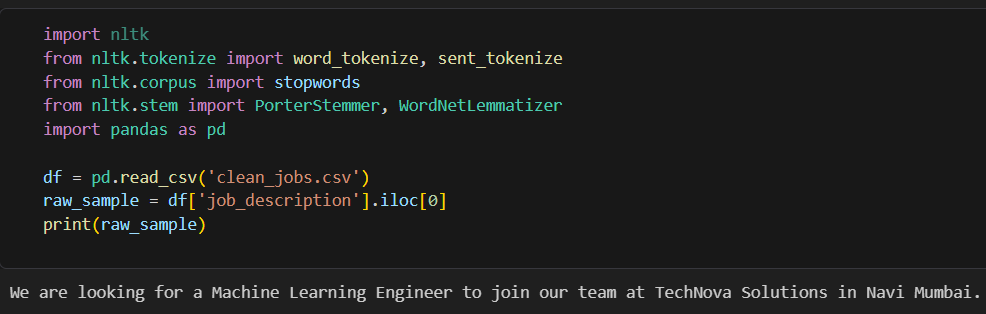 import nltk
from nltk.tokenize import word_tokenize, sent_tokenize
from nltk.corpus import stopwords
from nltk.stem import PorterStemmer, WordNetLemmatizer
import pandas as pd
df = pd.read_csv('clean_jobs.csv')
raw_sample = df['job_description'].iloc[0]
print(raw_sample)
We are looking for a Machine Learning Engineer to join our team at TechNova Solutions in Navi Mumbai.